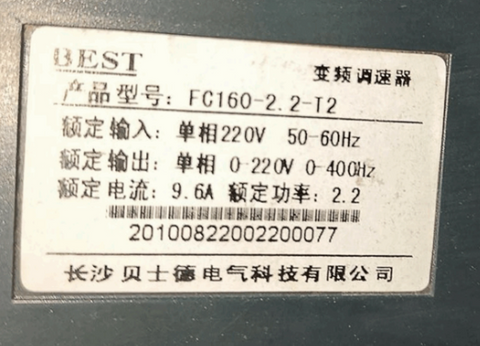 BEST
变频调速器
产品型号: FC160-2.2-T2
额定输入: 单相220V 50-60Hz
额定输出: 单相 0-220V 0-400Hz
额定电流: 9.6A 额定功率: 2.2
20100822002200077
长沙贝士德电气科技有限公司